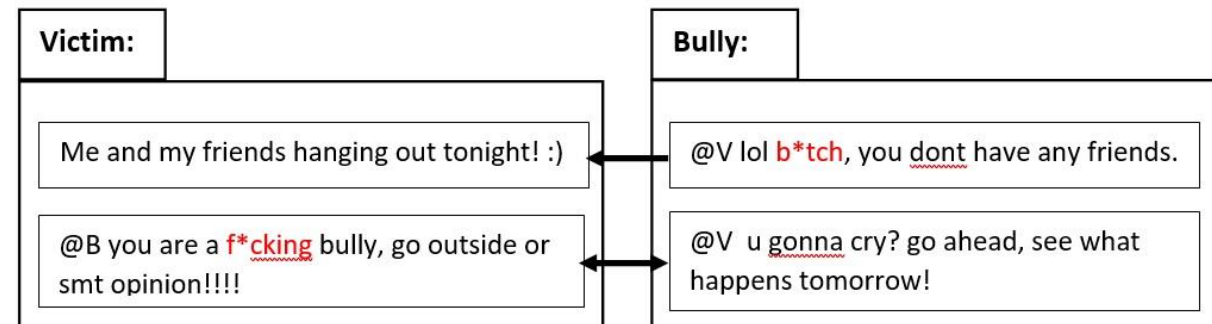 Victim:
Bully:
Me and my friends hanging out tonight! :)
@V lol b*tch, you dont have any friends.
@B you are a f*cking bully, go outside or
smt opinion!!!!
@V u gonna cry? go ahead, see what
happens tomorrow!